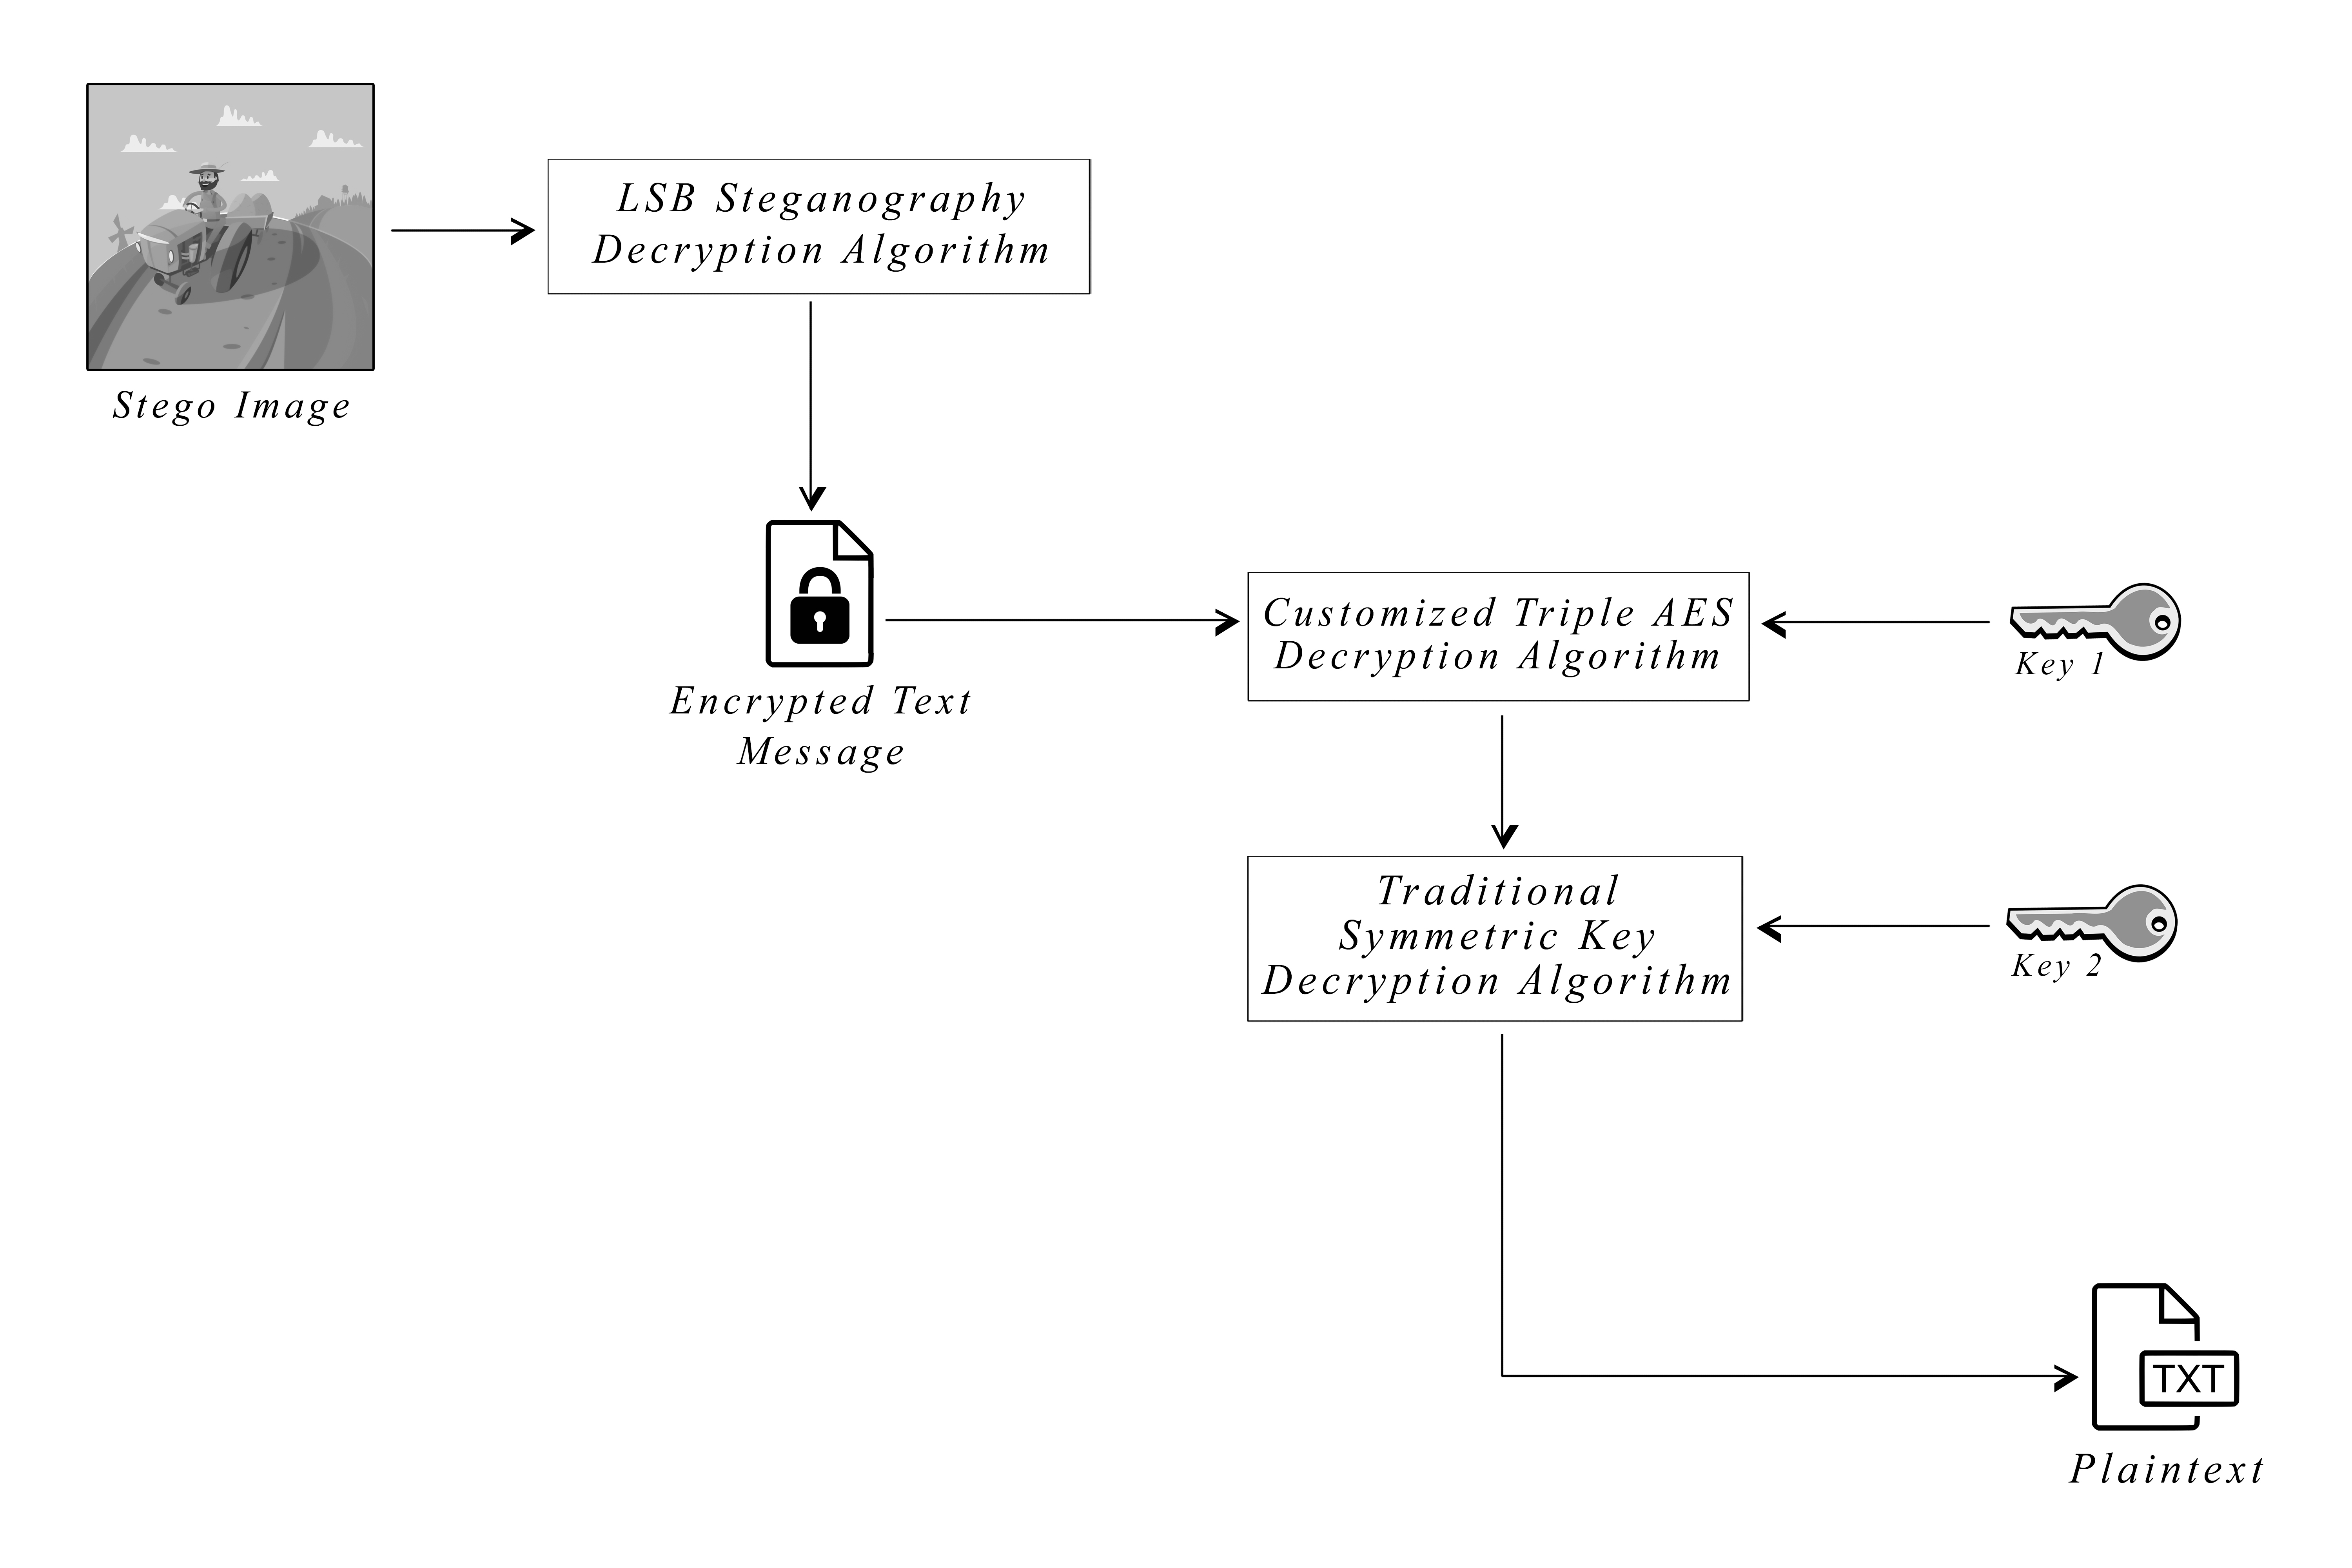 LSB Steganography
Decryption Algorithm
Stego Image
Encrypted Text
Message
Customized Triple AES
Decryption Algorithm
Key 1
Traditional
Symmetric Key
Decryption Algorithm
Key 2
TXT
Plaintext